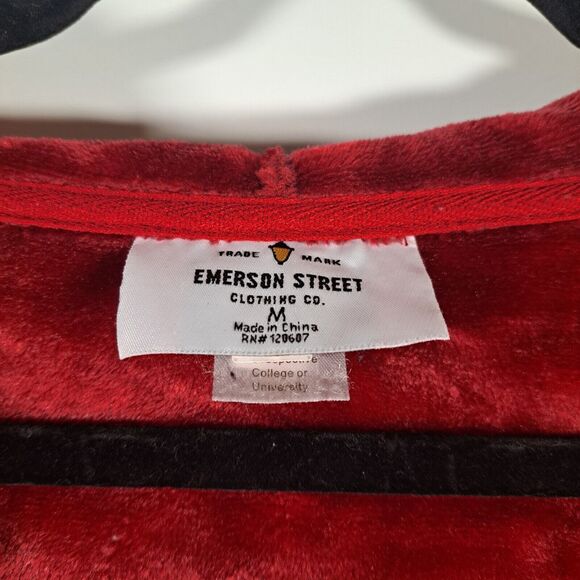 TRADE MARK
EMERSON STREET
CLOTHING CO.
M
Made in China
RN# 120607
College or
University